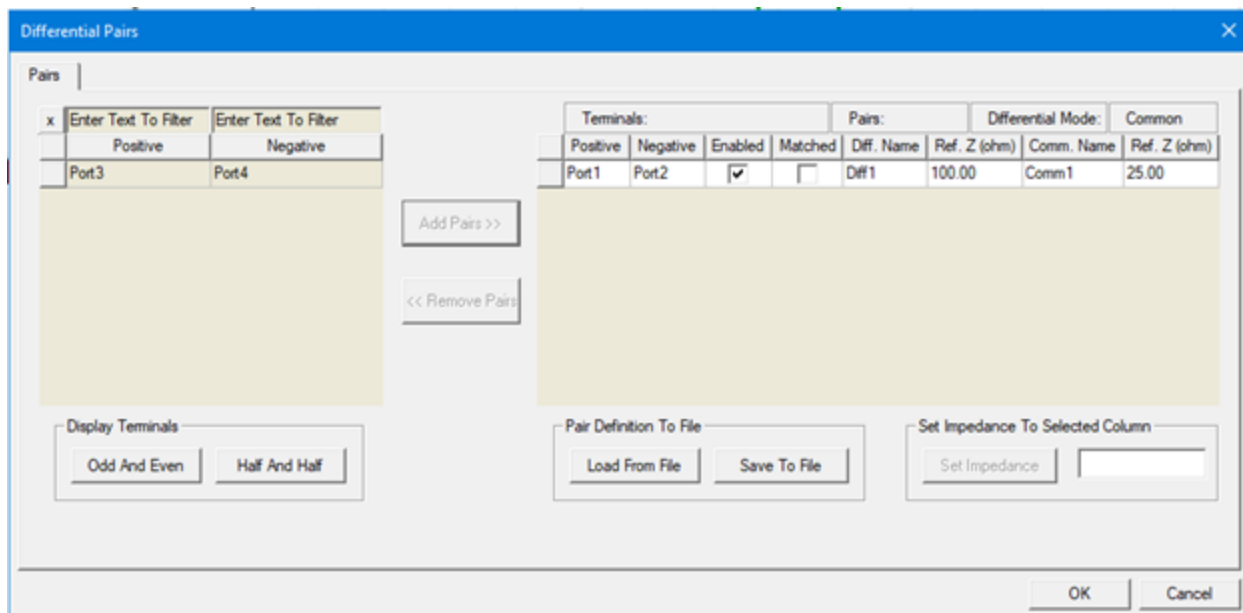 Differential Pairs
Pairs
x Enter Text To Filter Enter Text To Filter
Positive Negative
Port3 Port4
Add Pairs >>
<< Remove Pairs
Terminals: Pairs: Differential Mode: Common
Positive Negative Enabled Matched Diff. Name Ref. Z (ohm) Comm. Name Ref. Z (ohm)
Port1 Port2 Diff1 100.00 Comm1 25.00
Display Terminals
Odd And Even Half And Half
Pair Definition To File
Load From File Save To File
Set Impedance To Selected Column
Set Impedance
OK Cancel